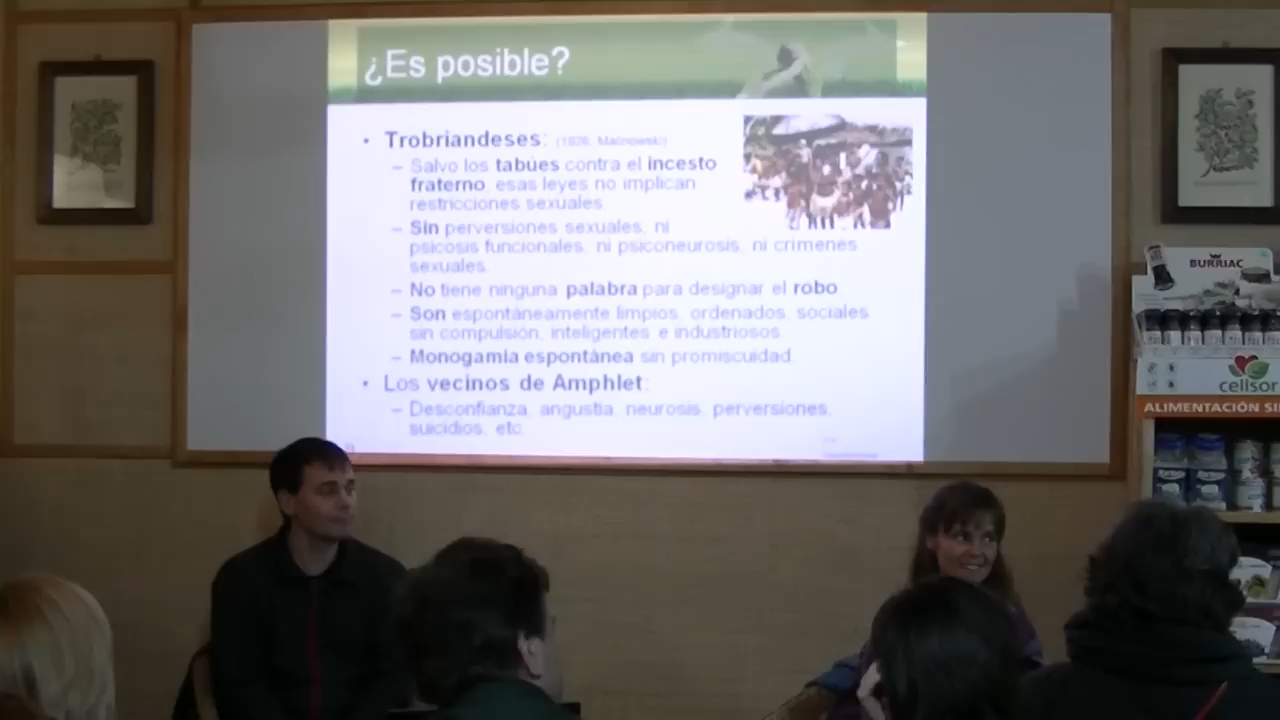 ¿Es posible?
• Trobriandeses: (1926, Malinowski)
– Salvo los tabúes contra el incesto
fraterno, esas leyes no implican
restricciones sexuales.
– Sin perversiones sexuales, ni
psicosis funcionales, ni psiconeurosis, ni crímenes
sexuales.
– No tiene ninguna palabra para designar el robo.
– Son espontáneamente limpios, ordenados, sociales
sin compulsión, inteligentes e industriosos.
– Monogamia espontánea sin promiscuidad.
• Los vecinos de Amphlet:
– Desconfianza, angustia, neurosis, perversiones,
suicidios, etc.
BURRIAC
celisor
ALIMENTACIÓN SI